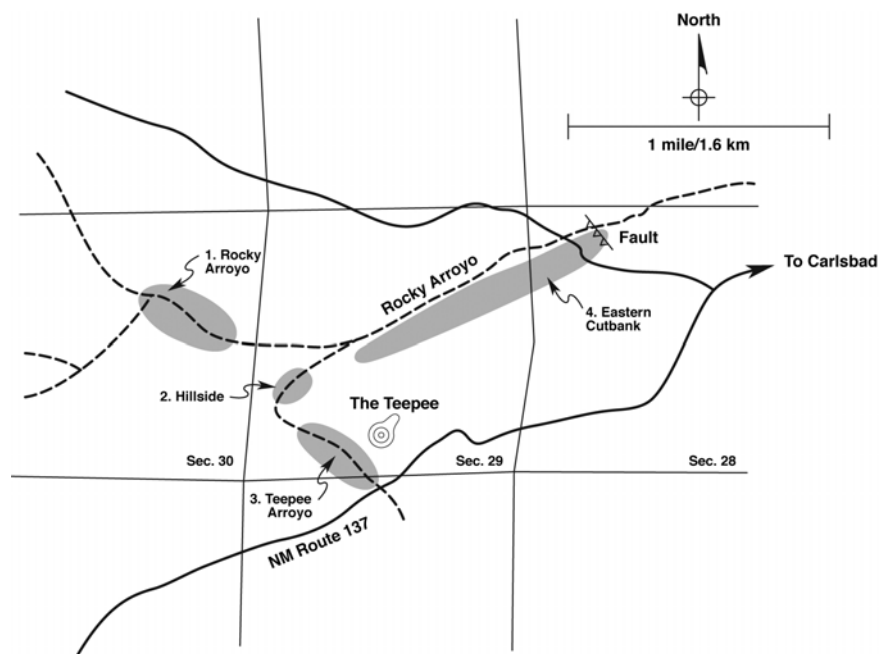 North
1 mile/1.6 km
1. Rocky
Arroyo
Rocky Arroyo
Fault
To Carlsbad
4. Eastern
Cutbank
2. Hillside
The Teepee
Sec. 30
Sec. 29
Sec. 28
3. Teepee
Arroyo
NM Route 137